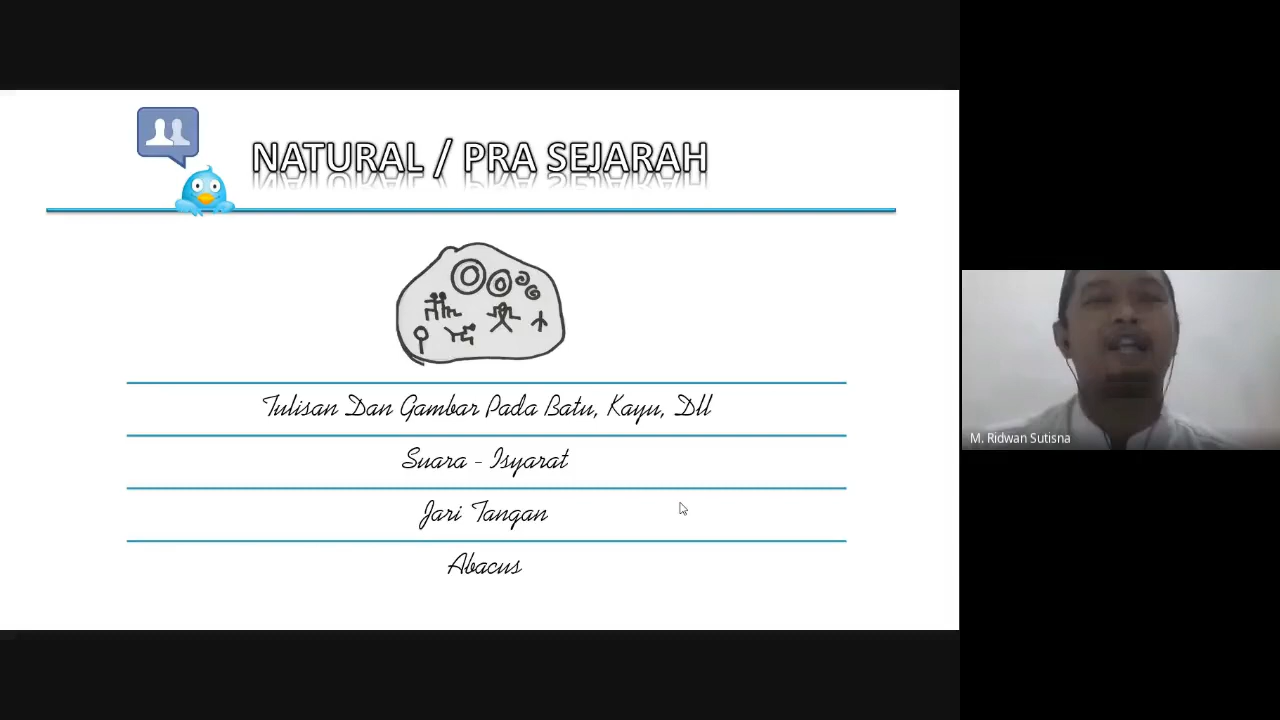 NATURAL / PRA SEJARAH
Tulisan Dan Gambar Pada Batu, Kayu, Dll
Suara - Isyarat
Jari Tangan
Abacus
M. Ridwan Sutisna